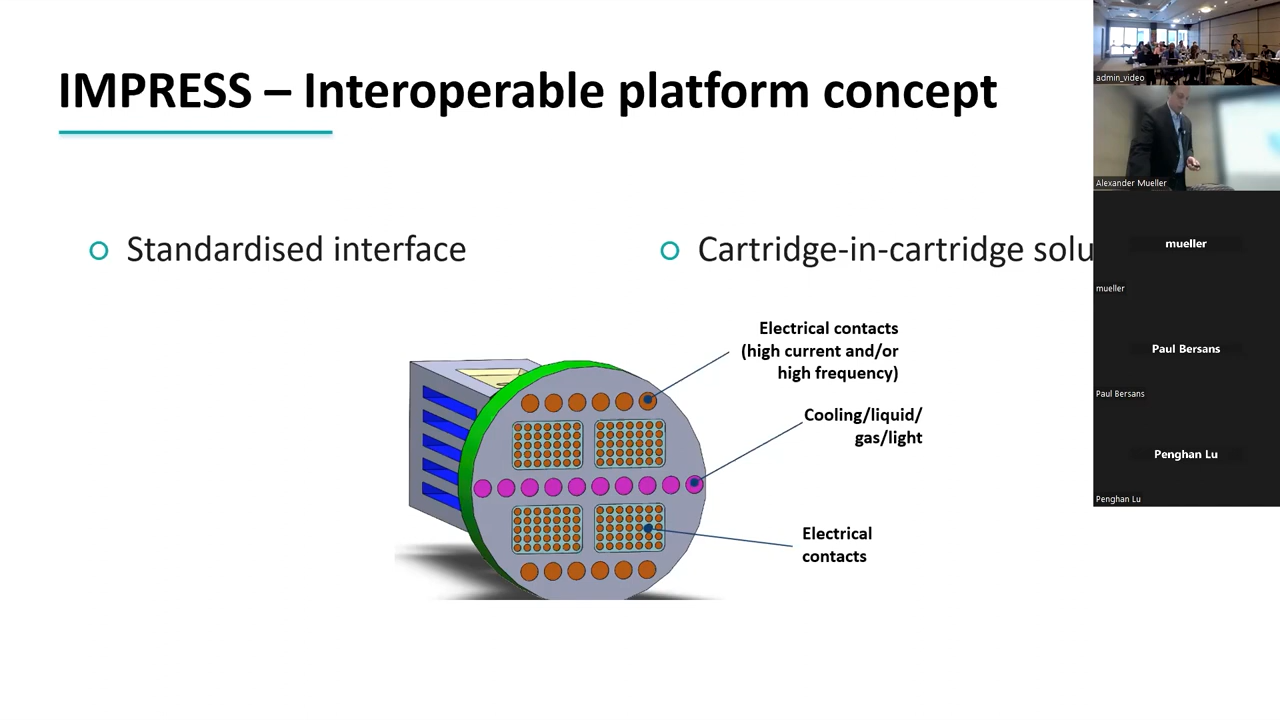 IMPRESS – Interoperable platform concept
Standardised interface
Cartridge-in-cartridge solu
Electrical contacts
(high current and/or
high frequency)
Cooling/liquid/
gas/light
Electrical
contacts
admin_video
Alexander Mueller
mueller
mueller
Paul Bersans
Paul Bersans
Penghan Lu
Penghan Lu